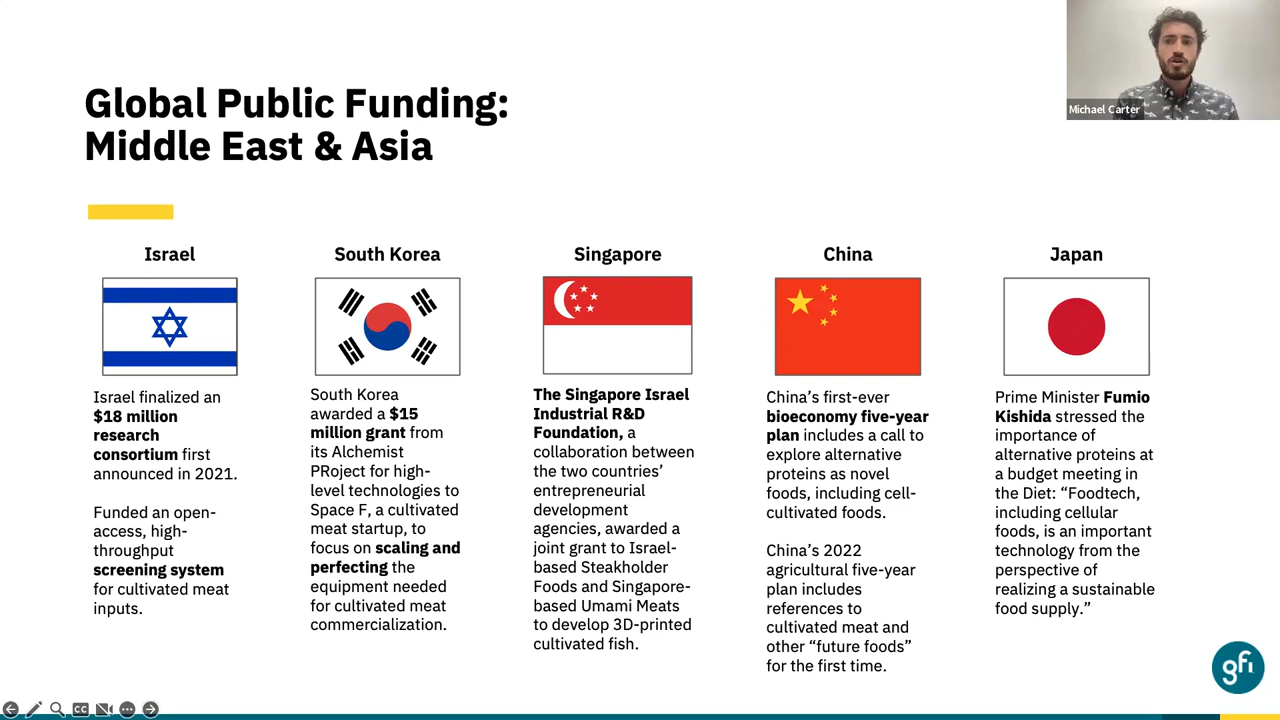 Global Public Funding:
Middle East & Asia
Michael Carter
Israel
Israel finalized an
$18 million
research
consortium first
announced in 2021.
Funded an open-
access, high-
throughput
screening system
for cultivated meat
inputs.
South Korea
South Korea
awarded a $15
million grant from
its Alchemist
PRoject for high-
level technologies to
Space F, a cultivated
meat startup, to
focus on scaling and
perfecting the
equipment needed
for cultivated meat
commercialization.
Singapore
The Singapore Israel
Industrial R&D
Foundation, a
collaboration between
the two countries’
entrepreneurial
development
agencies, awarded a
joint grant to Israel-
based Steakholder
Foods and Singapore-
based Umami Meats
to develop 3D-printed
cultivated fish.
China
China’s first-ever
bioeconomy five-year
plan includes a call to
explore alternative
proteins as novel
foods, including cell-
cultivated foods.
China’s 2022
agricultural five-year
plan includes
references to
cultivated meat and
other “future foods”
for the first time.
Japan
Prime Minister Fumio
Kishida stressed the
importance of
alternative proteins at
a budget meeting in
the Diet: “Foodtech,
including cellular
foods, is an important
technology from the
perspective of
realizing a sustainable
food supply.”
gfi
CC